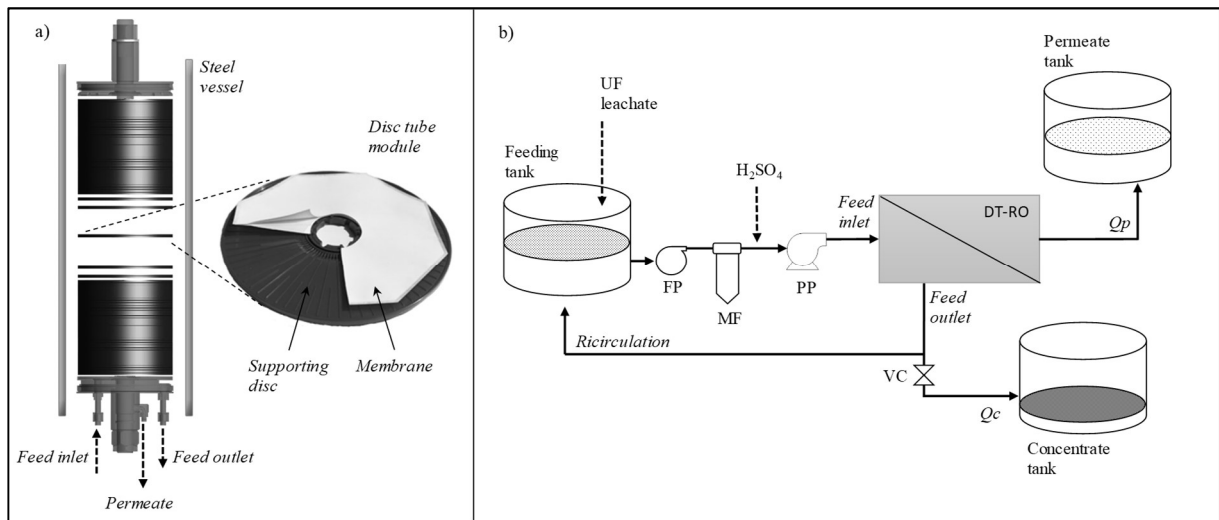 a)
Steel
vessel
Disc tube
module
Supporting
disc
Membrane
Feed inlet
Feed outlet
Permeate
b)
UF
leachate
Feeding
tank
H₂SO₄
Permeate
tank
Feed
inlet
DT-RO
Qp
FP
MF
PP
Feed
outlet
Ricirculation
VC
Qc
Concentrate
tank